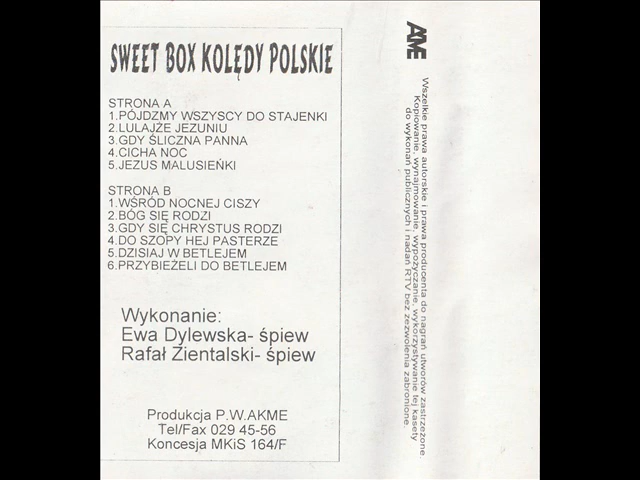 SWEET BOX KOLĘDY POLSKIE
STRONA A
1.PÓJDZMY WSZYSCY DO STAJENKI
2.LULAJŻE JEZUNIU
3.GDY ŚLICZNA PANNA
4.CICHA NOC
5.JEZUS MALUSIEŃKI
STRONA B
1.WŚRÓD NOCNEJ CISZY
2.BÓG SIĘ RODZI
3.GDY SIĘ CHRYSTUS RODZI
4.DO SZOPY HEJ PASTERZE
5.DZISIAJ W BETLEJEM
6.PRZYBIEŻELI DO BETLEJEM
Wykonanie:
Ewa Dylewska- śpiew
Rafał Zientalski- śpiew
Produkcja P.W.AKME
Tel/Fax 029 45-56
Koncesja MKiS 164/F
AKME
Wszelkie prawa autorskie i prawa producenta do nagrań utworów zastrzeżone.
Kopiowanie, wynajmowanie, wypożyczanie, wykorzystywanie tej kasety
do wykonań publicznych i nadań RTV bez zezwolenia zabronione.